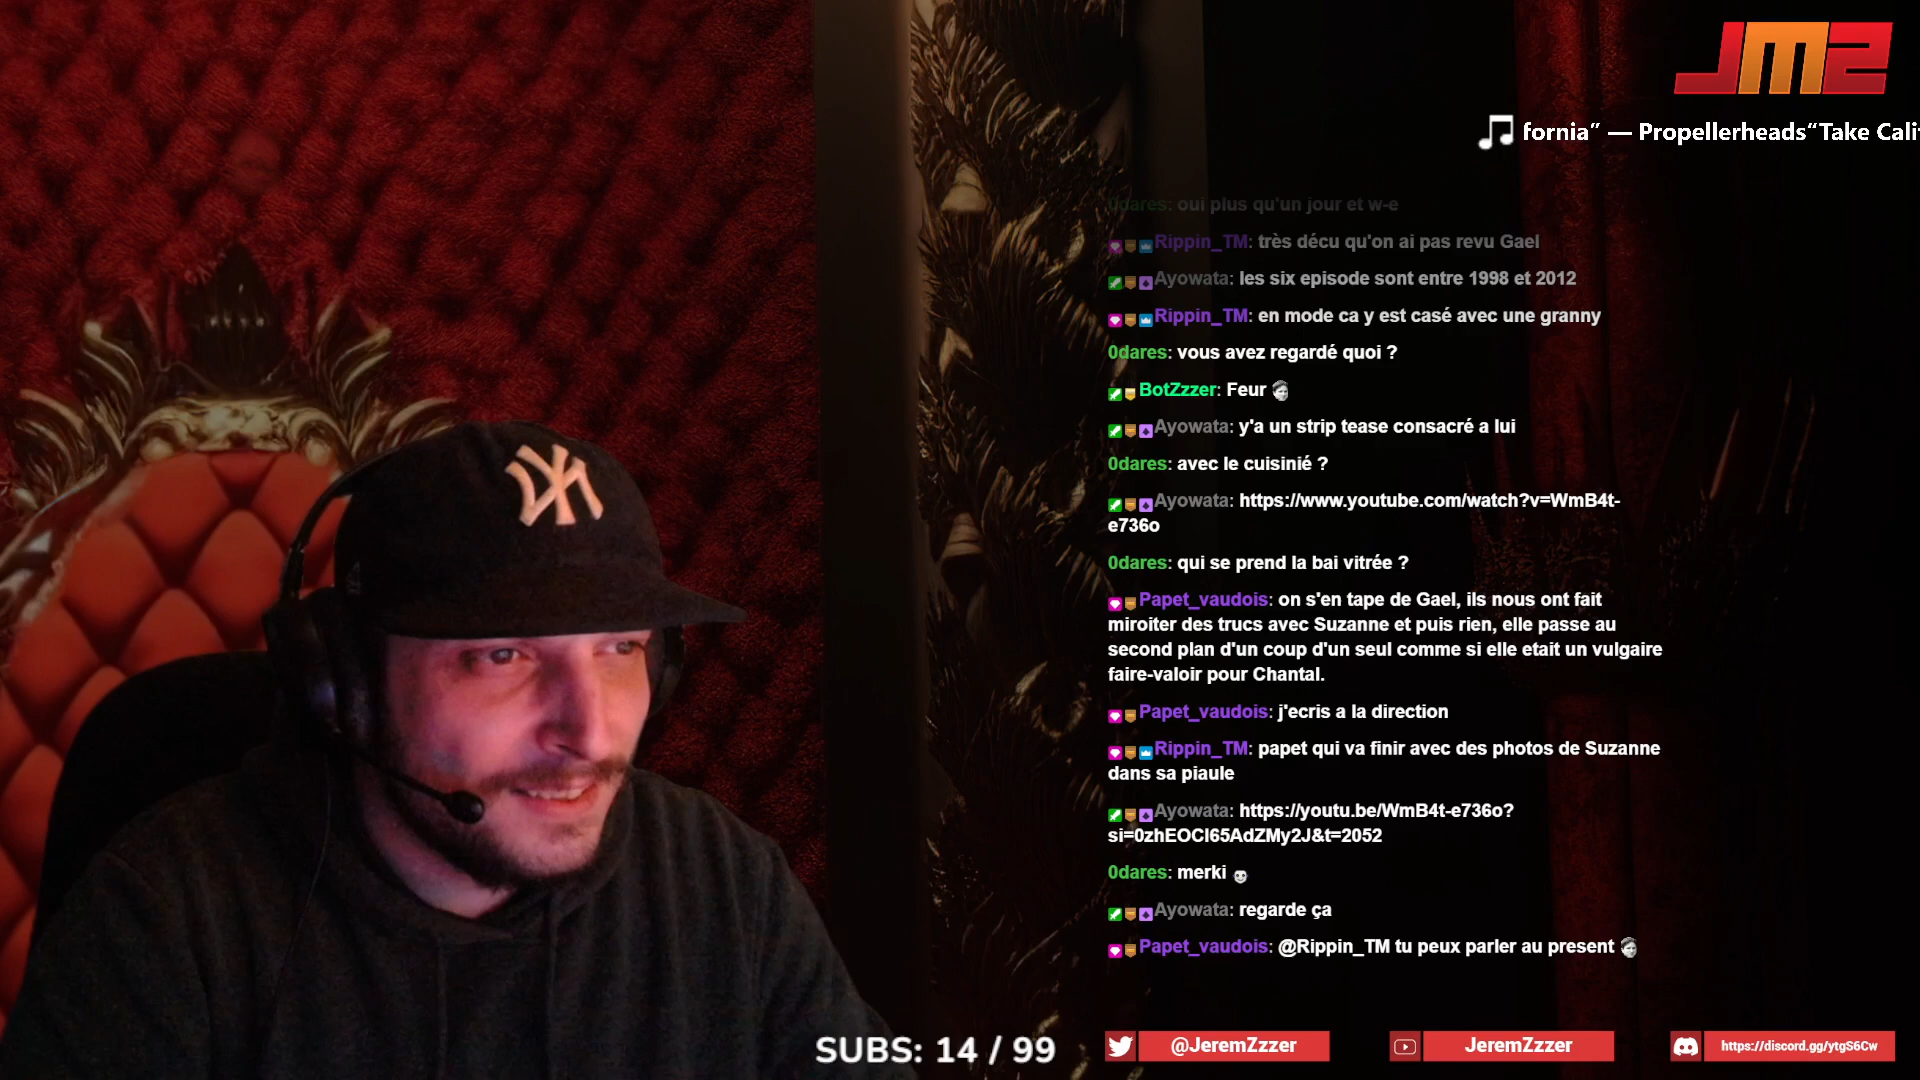 JMZ
fornia” — Propellerheads“Take Cali
0dares: oui plus qu'un jour et w-e
Rippin_TM: très décu qu'on ai pas revu Gael
Ayowata: les six episode sont entre 1998 et 2012
Rippin_TM: en mode ca y est casé avec une granny
0dares: vous avez regardé quoi ?
BotZzzer: Feur
Ayowata: y'a un strip tease consacré a lui
0dares: avec le cuisinié ?
Ayowata: https://www.youtube.com/watch?v=WmB4t-
e736o
0dares: qui se prend la bai vitrée ?
Papet_vaudois: on s'en tape de Gael, ils nous ont fait
miroiter des trucs avec Suzanne et puis rien, elle passe au
second plan d'un coup d'un seul comme si elle etait un vulgaire
faire-valoir pour Chantal.
Papet_vaudois: j'ecris a la direction
Rippin_TM: papet qui va finir avec des photos de Suzanne
dans sa piaule
Ayowata: https://youtu.be/WmB4t-e736o?
si=0zhEOCl65AdZMy2J&t=2052
0dares: merki
Ayowata: regarde ça
Papet_vaudois: @Rippin_TM tu peux parler au present
NY
SUBS: 14 / 99
@JeremZzzer
JeremZzzer
https://discord.gg/ytgS6Cw